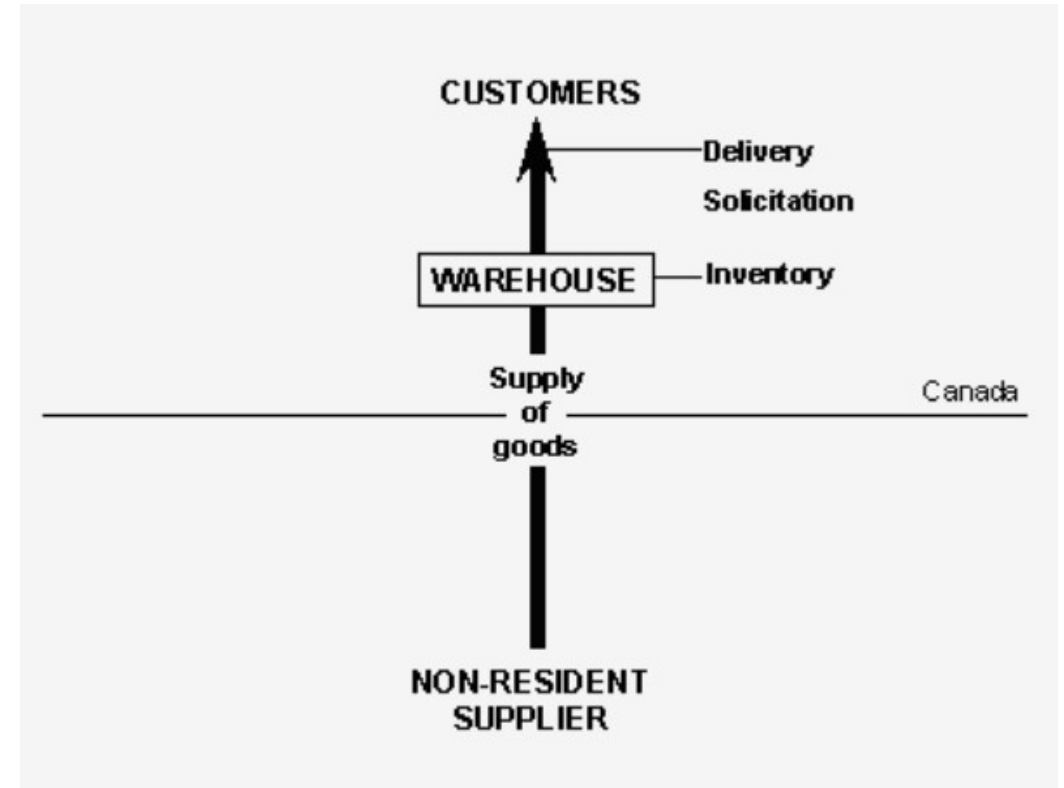 CUSTOMERS
Delivery
Solicitation
WAREHOUSE
Inventory
Supply
of
goods
Canada
NON-RESIDENT
SUPPLIER